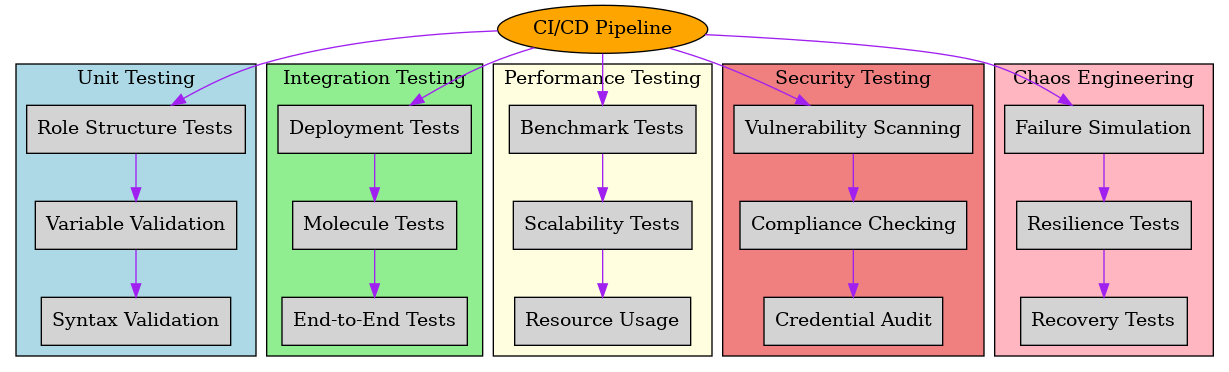 CI/CD Pipeline
Unit Testing
Role Structure Tests
Variable Validation
Syntax Validation
Integration Testing
Deployment Tests
Molecule Tests
End-to-End Tests
Performance Testing
Benchmark Tests
Scalability Tests
Resource Usage
Security Testing
Vulnerability Scanning
Compliance Checking
Credential Audit
Chaos Engineering
Failure Simulation
Resilience Tests
Recovery Tests